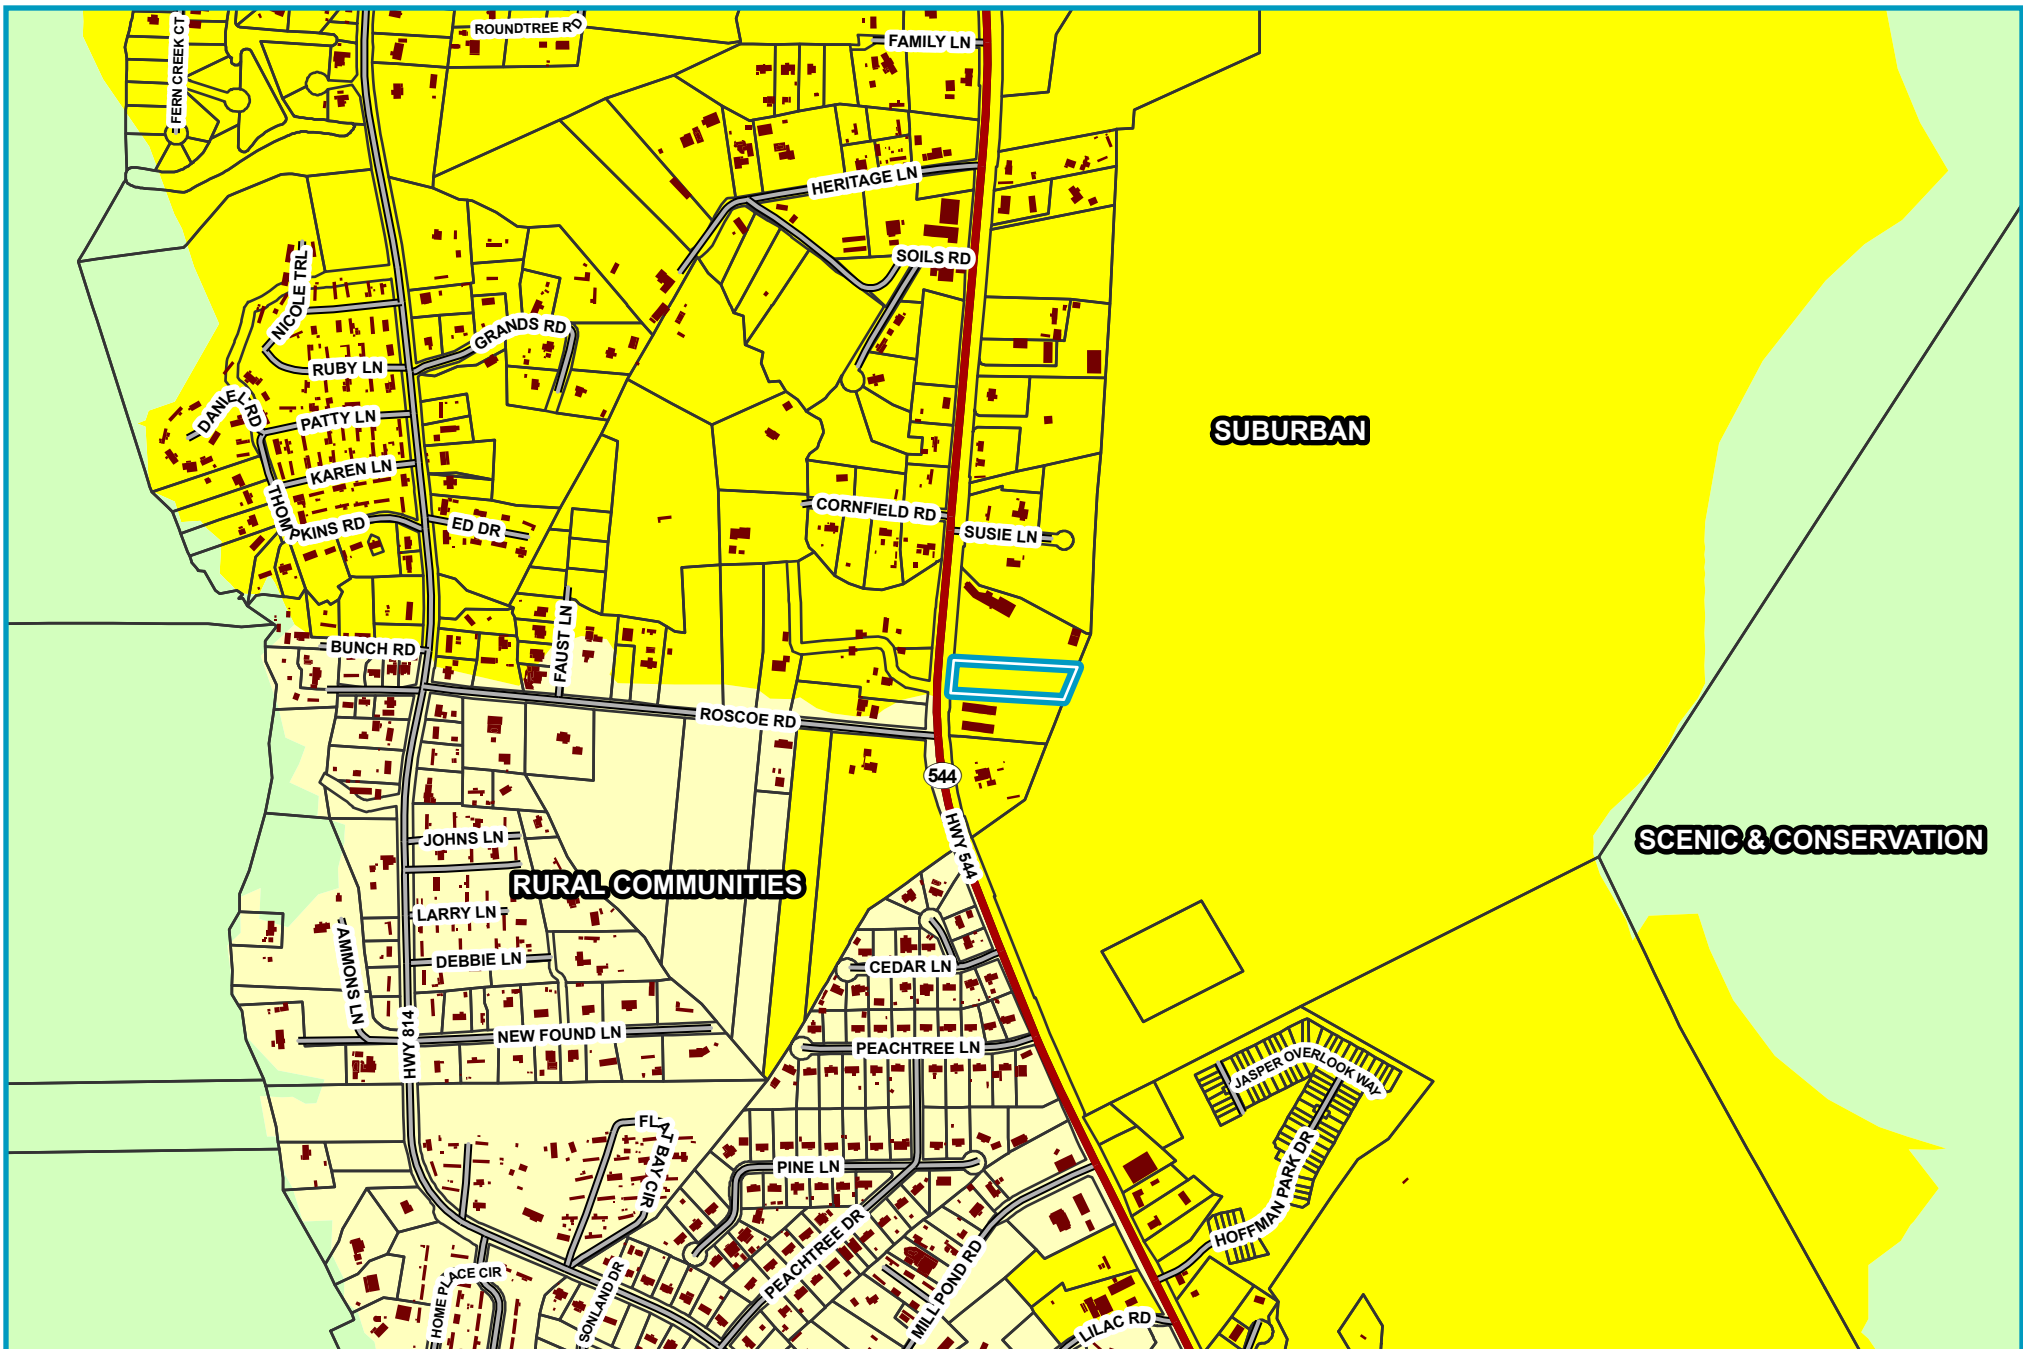 ROUNDTREE RD
FERN CREEK CT
FAMILY LN
HERITAGE LN
SOILS RD
NICOLE TRL
GRANDS RD
RUBY LN
DANIEL RD
PATTY LN
SUBURBAN
KAREN LN
THOMPKINS RD
ED DR
CORNFIELD RD
SUSIE LN
FAUST LN
BUNCH RD
ROSCOE RD
544
HWY 544
JOHNS LN
SCENIC & CONSERVATION
RURAL COMMUNITIES
LARRY LN
AMMONS LN
DEBBIE LN
CEDAR LN
NEW FOUND LN
HWY 814
PEACHTREE LN
JASPER OVERLOOK WAY
FLAT BAY CIR
PINE LN
HOFFMAN PARK DR
PEACHTREE DR
MILL POND RD
HOME PLACE CIR
SONLAND DR
LILAC RD